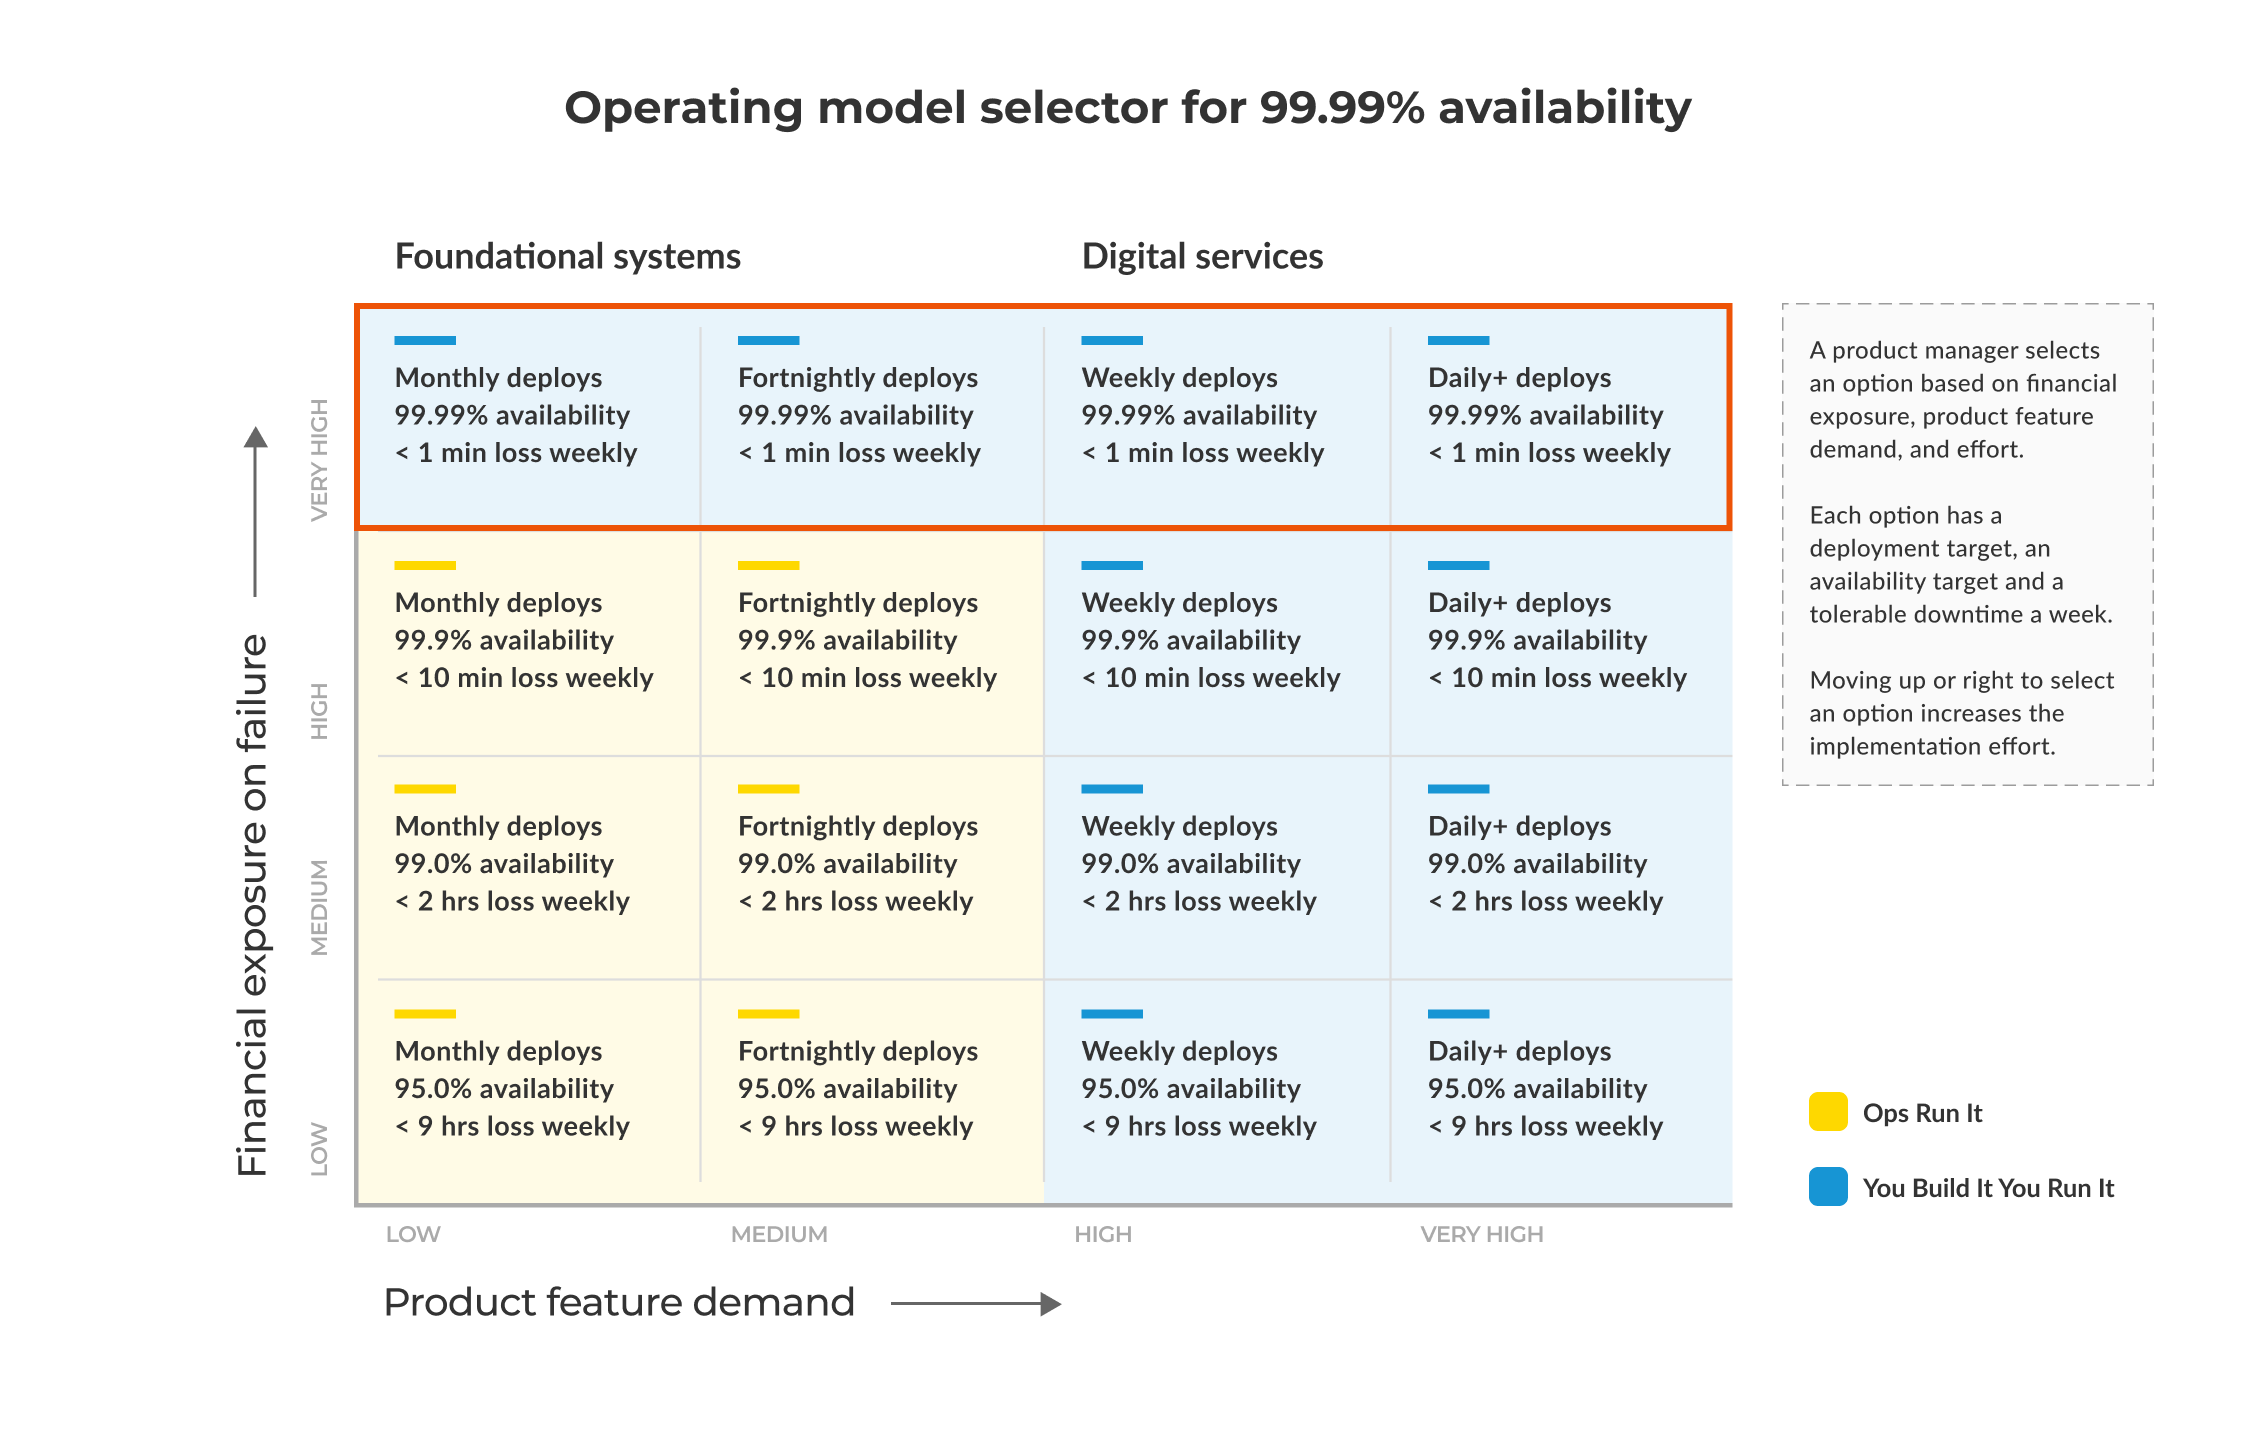 Operating model selector for 99.99% availability
Foundational systems
Digital services
Financial exposure on failure
VERY HIGH
Monthly deploys
99.99% availability
< 1 min loss weekly
Fortnightly deploys
99.99% availability
< 1 min loss weekly
Weekly deploys
99.99% availability
< 1 min loss weekly
Daily+ deploys
99.99% availability
< 1 min loss weekly
HIGH
Monthly deploys
99.9% availability
< 10 min loss weekly
Fortnightly deploys
99.9% availability
< 10 min loss weekly
Weekly deploys
99.9% availability
< 10 min loss weekly
Daily+ deploys
99.9% availability
< 10 min loss weekly
MEDIUM
Monthly deploys
99.0% availability
< 2 hrs loss weekly
Fortnightly deploys
99.0% availability
< 2 hrs loss weekly
Weekly deploys
99.0% availability
< 2 hrs loss weekly
Daily+ deploys
99.0% availability
< 2 hrs loss weekly
LOW
Monthly deploys
95.0% availability
< 9 hrs loss weekly
Fortnightly deploys
95.0% availability
< 9 hrs loss weekly
Weekly deploys
95.0% availability
< 9 hrs loss weekly
Daily+ deploys
95.0% availability
< 9 hrs loss weekly
LOW
MEDIUM
HIGH
VERY HIGH
Product feature demand
A product manager selects
an option based on financial
exposure, product feature
demand, and effort.
Each option has a
deployment target, an
availability target and a
tolerable downtime a week.
Moving up or right to select
an option increases the
implementation effort.
Ops Run It
You Build It You Run It